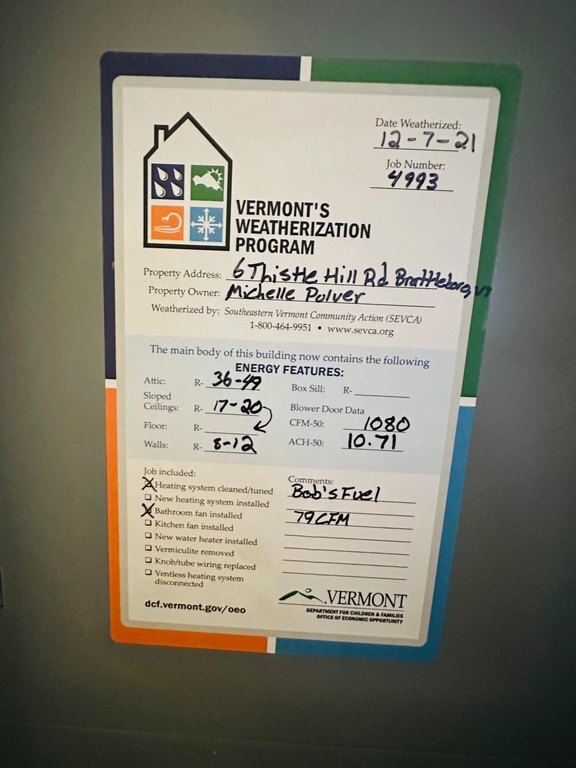 Date Weatherized:
12-7-21
Job Number:
4993
VERMONT'S
WEATHERIZATION
PROGRAM
Property Address: 6 Thistle Hill Rd Brattleboro, VT
Property Owner: Michelle Pulver
Weatherized by: Southeastern Vermont Community Action (SEVCA)
1-800-464-9951 • www.sevca.org
The main body of this building now contains the following
ENERGY FEATURES:
Attic: R- 36-49
Box Sill: R-
Sloped
Ceilings: R- 17-20
Blower Door Data
Floor: R-
CFM-50: 1080
Walls: R- 8-12
ACH-50: 10.71
Job included:
☒ Heating system cleaned/tuned
☐ New heating system installed
☒ Bathroom fan installed
☐ Kitchen fan installed
☐ New water heater installed
☐ Vermiculite removed
☐ Knob/tube wiring replaced
☐ Ventless heating system
disconnected
Comments:
Bob's Fuel
79 CFM
dcf.vermont.gov/oeo
VERMONT
DEPARTMENT FOR CHILDREN & FAMILIES
OFFICE OF ECONOMIC OPPORTUNITY